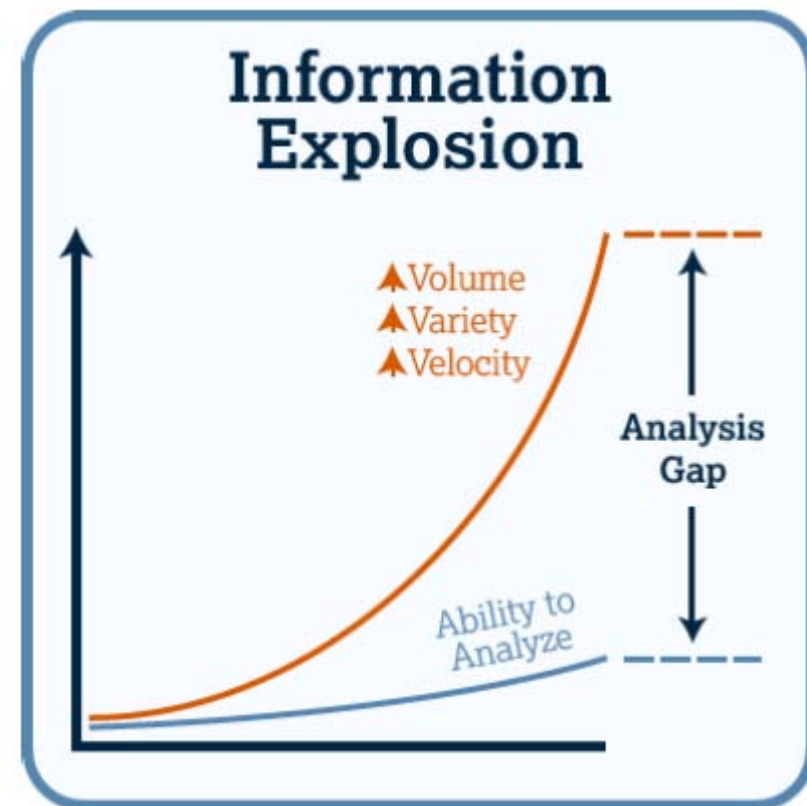 Information
Explosion
Volume
Variety
Velocity
Analysis
Gap
Ability to
Analyze